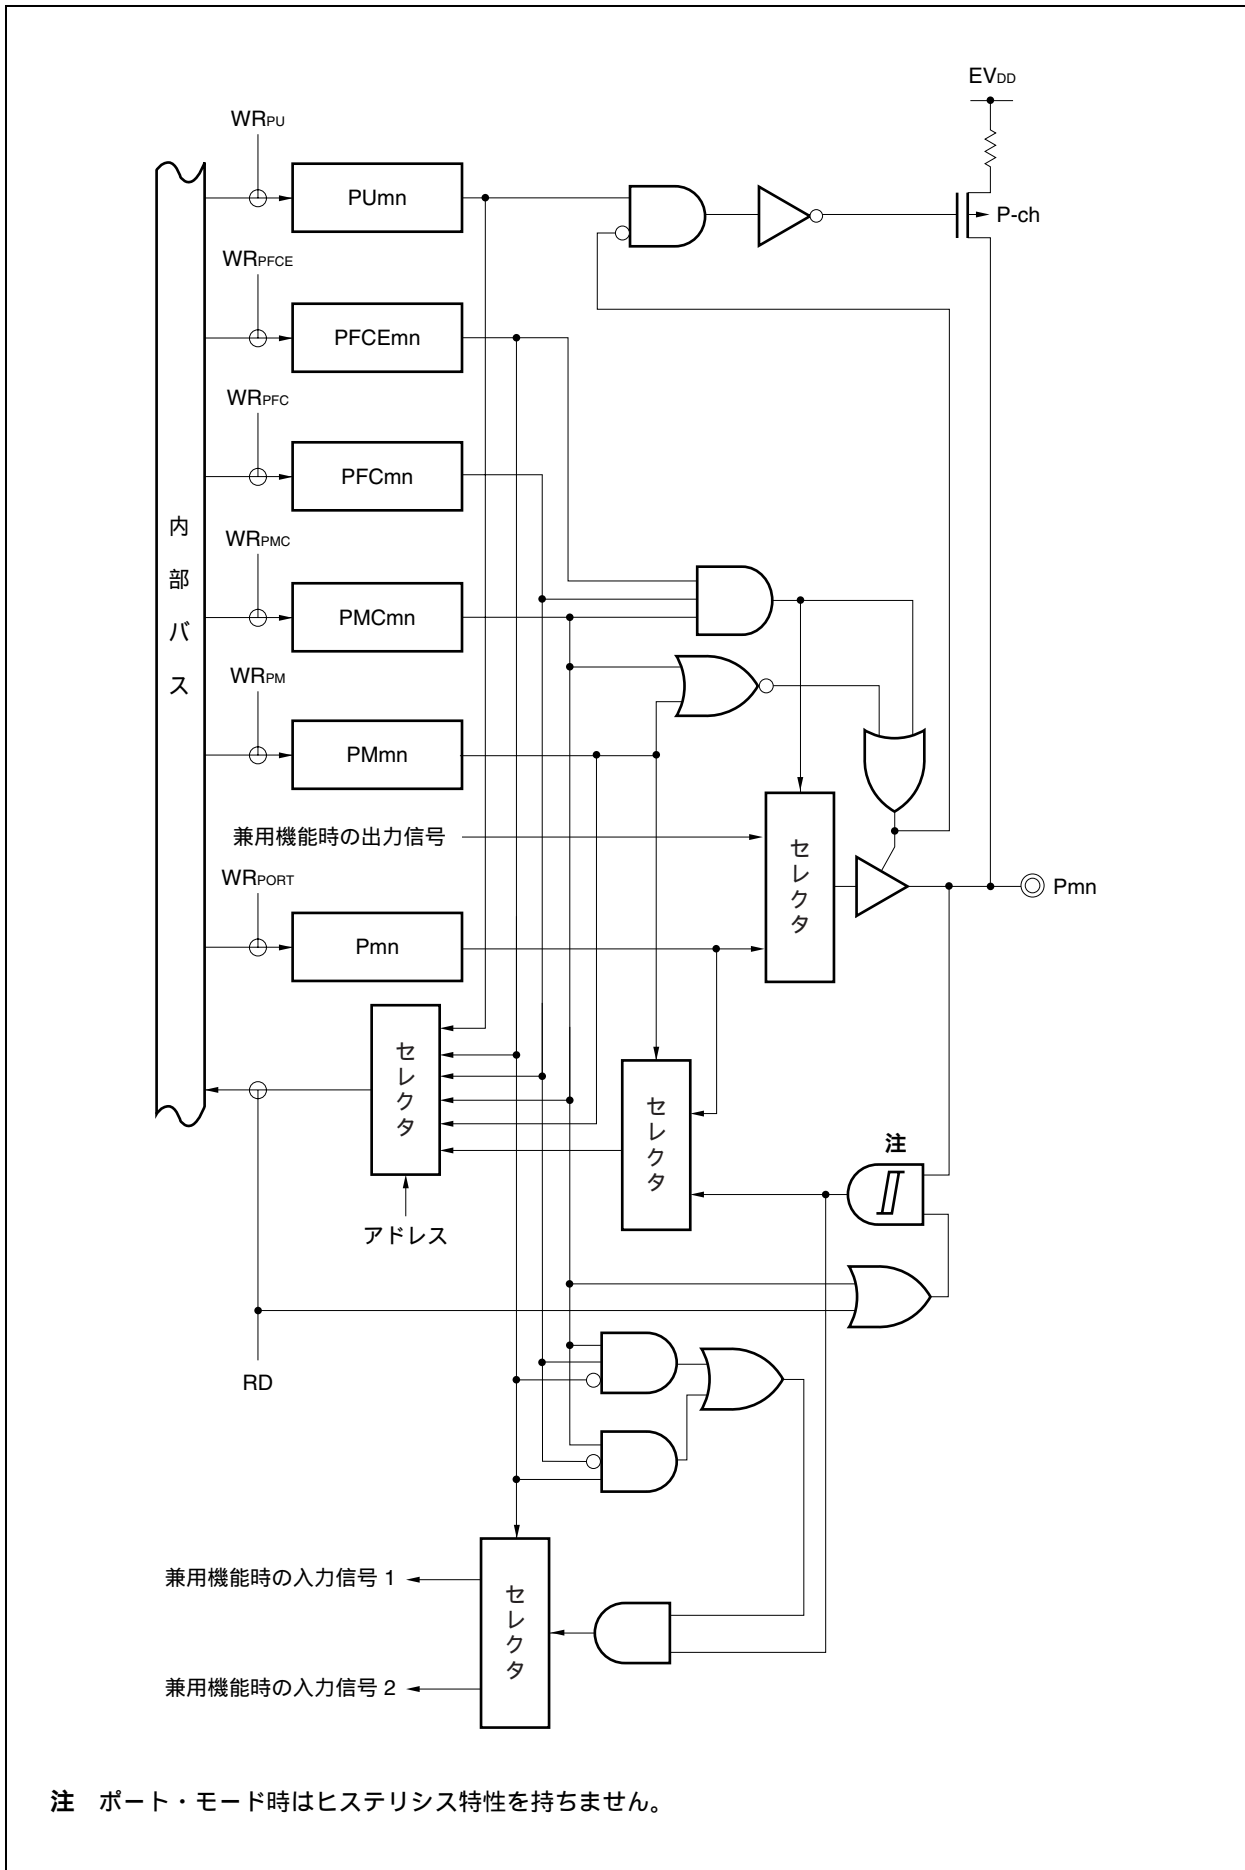 EVDD
WRPU
PUmn
P-ch
WRPFCE
PFCEmn
WRPFC
PFCmn
内部バス
WRPMC
PMCmn
WRPM
PMmn
兼用機能時の出力信号
セレクタ
WRPORT
Pmn
Pmn
セレクタ
セレクタ
注
アドレス
RD
兼用機能時の入力信号 1
セレクタ
兼用機能時の入力信号 2
注 ポート・モード時はヒステリシス特性を持ちません。